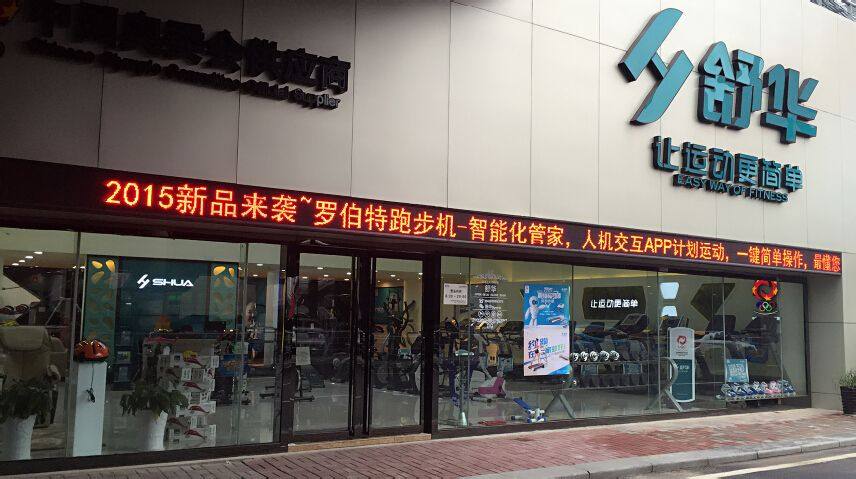 中国奥委会供应商
舒华
让运动更简单
EASY WAY OF FITNESS
2015新品来袭~罗伯特跑步机-智能化管家，人机交互APP计划运动，一键简单操作，最懂您
SHUA
舒华
让运动更简单